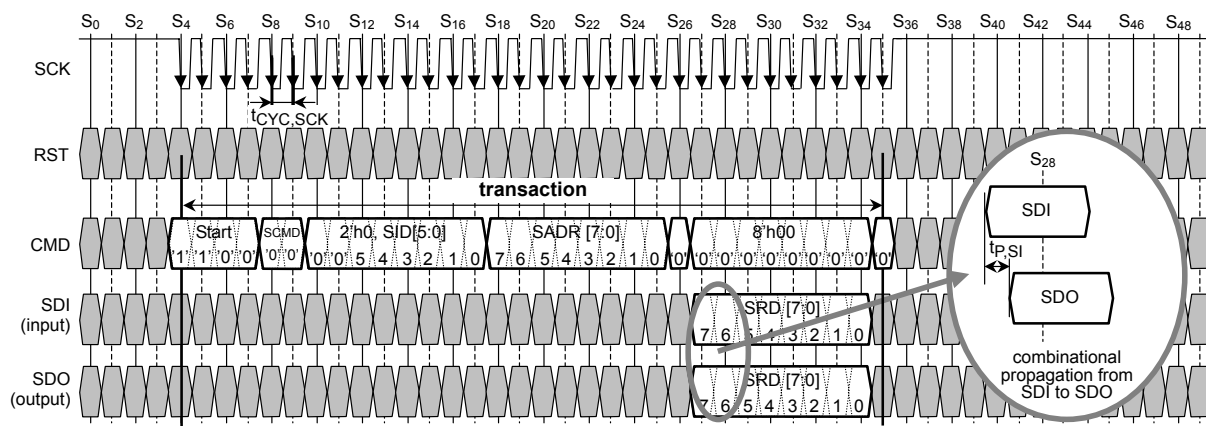 S0 S2 S4 S6 S8 S10 S12 S14 S16 S18 S20 S22 S24 S26 S28 S30 S32 S34 S36 S38 S40 S42 S44 S46 S48
SCK
tCYC,SCK
RST
S28
transaction
SDI
CMD
Start SCMD 2'h0, SID[5:0] SADR [7:0] 8'h00
'1' '1' '0' '0' '0' '0' '0' '0' 5 4 3 2 1 0 7 6 5 4 3 2 1 0 '0' '0' '0' '0' '0' '0' '0' '0' '0' '0'
tP,SI
SDO
SDI
(input)
SRD [7:0]
7 6 5 4 3 2 1 0
SDO
(output)
SRD [7:0]
7 6 5 4 3 2 1 0
combinational
propagation from
SDI to SDO